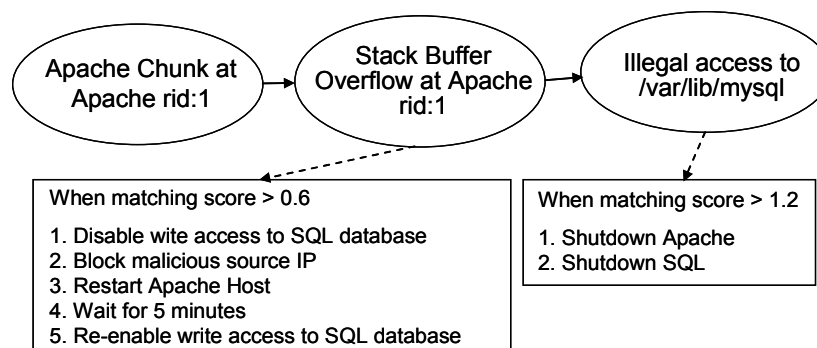 Apache Chunk at
Apache rid:1
Stack Buffer
Overflow at Apache
rid:1
Illegal access to
/var/lib/mysql
When matching score > 0.6
1. Disable wite access to SQL database
2. Block malicious source IP
3. Restart Apache Host
4. Wait for 5 minutes
5. Re-enable write access to SQL database
When matching score > 1.2
1. Shutdown Apache
2. Shutdown SQL